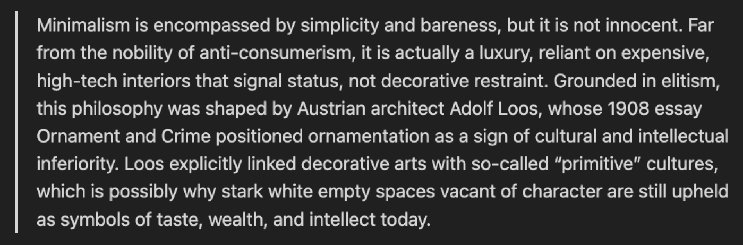 Minimalism is encompassed by simplicity and bareness, but it is not innocent. Far
from the nobility of anti-consumerism, it is actually a luxury, reliant on expensive,
high-tech interiors that signal status, not decorative restraint. Grounded in elitism,
this philosophy was shaped by Austrian architect Adolf Loos, whose 1908 essay
Ornament and Crime positioned ornamentation as a sign of cultural and intellectual
inferiority. Loos explicitly linked decorative arts with so-called “primitive” cultures,
which is possibly why stark white empty spaces vacant of character are still upheld
as symbols of taste, wealth, and intellect today.